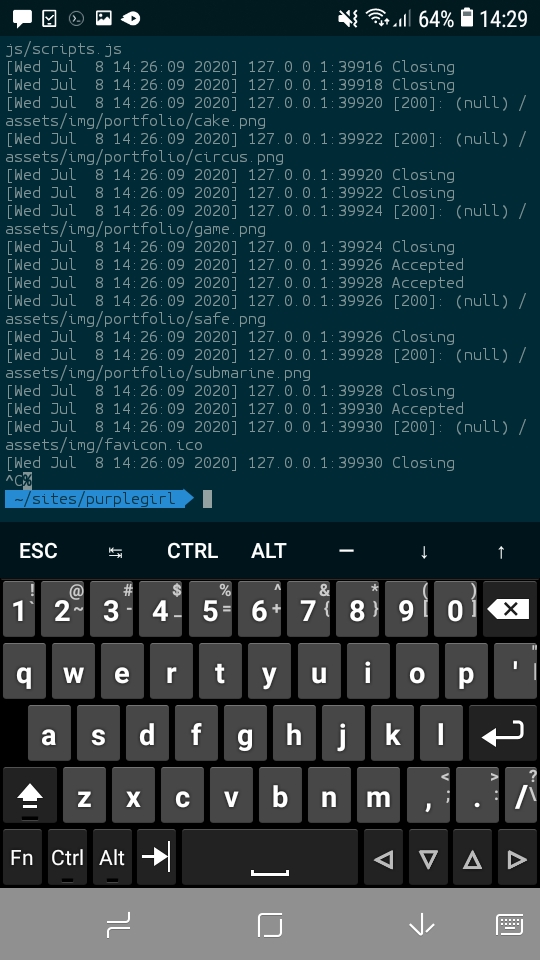 64% 14:29
js/scripts.js
[Wed Jul  8 14:26:09 2020] 127.0.0.1:39916 Closing
[Wed Jul  8 14:26:09 2020] 127.0.0.1:39918 Closing
[Wed Jul  8 14:26:09 2020] 127.0.0.1:39920 [200]: (null) /
assets/img/portfolio/cake.png
[Wed Jul  8 14:26:09 2020] 127.0.0.1:39922 [200]: (null) /
assets/img/portfolio/circus.png
[Wed Jul  8 14:26:09 2020] 127.0.0.1:39920 Closing
[Wed Jul  8 14:26:09 2020] 127.0.0.1:39922 Closing
[Wed Jul  8 14:26:09 2020] 127.0.0.1:39924 [200]: (null) /
assets/img/portfolio/game.png
[Wed Jul  8 14:26:09 2020] 127.0.0.1:39924 Closing
[Wed Jul  8 14:26:09 2020] 127.0.0.1:39926 Accepted
[Wed Jul  8 14:26:09 2020] 127.0.0.1:39928 Accepted
[Wed Jul  8 14:26:09 2020] 127.0.0.1:39926 [200]: (null) /
assets/img/portfolio/safe.png
[Wed Jul  8 14:26:09 2020] 127.0.0.1:39926 Closing
[Wed Jul  8 14:26:09 2020] 127.0.0.1:39928 [200]: (null) /
assets/img/portfolio/submarine.png
[Wed Jul  8 14:26:09 2020] 127.0.0.1:39928 Closing
[Wed Jul  8 14:26:09 2020] 127.0.0.1:39930 Accepted
[Wed Jul  8 14:26:09 2020] 127.0.0.1:39930 [200]: (null) /
assets/img/favicon.ico
[Wed Jul  8 14:26:09 2020] 127.0.0.1:39930 Closing
^C%
~/sites/purplegirl
ESC ↹ CTRL ALT — ↓ ↑
! @ # $ % ^ & * ( )
1 ` 2 ~ 3 - 4 _ 5 = 6 + 7 { 8 } 9 [ 0 ]
q w e r t y u i o p ' " |
a s d f g h j k l
z x c v b n m , < ; . > : / ? \
Fn Ctrl Alt